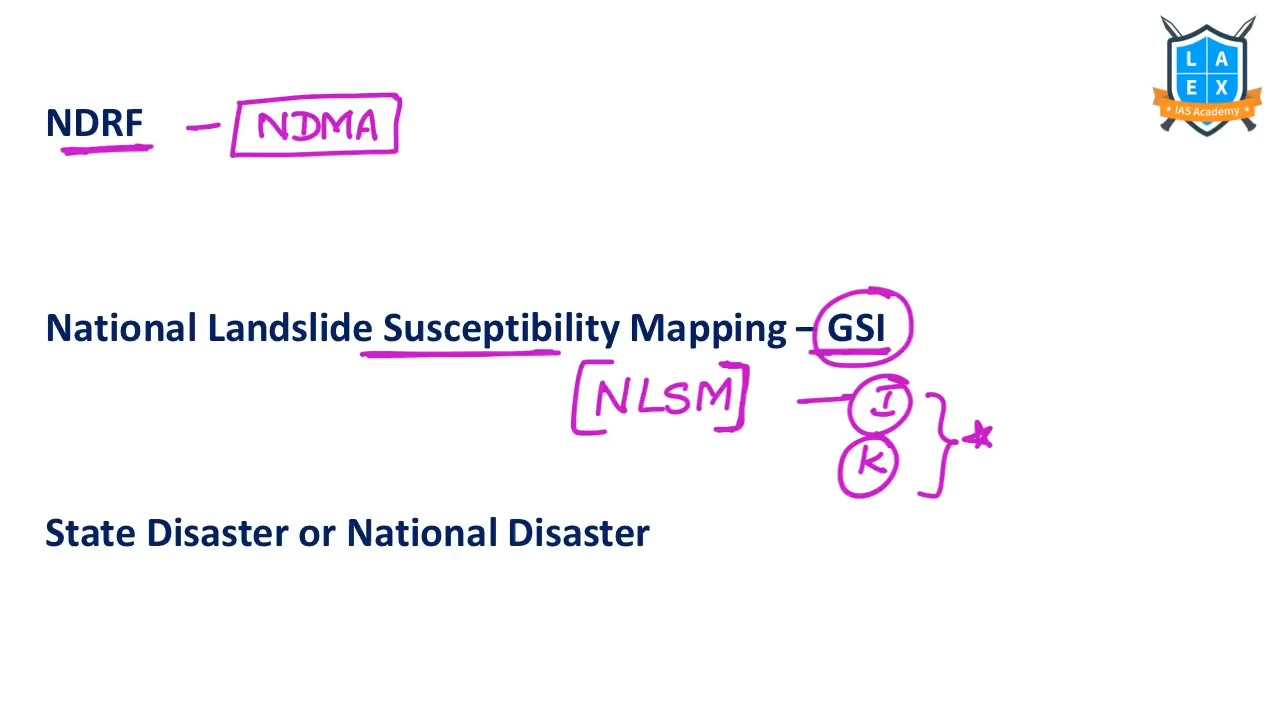 L A
E X
IAS Academy
NDRF – NDMA
National Landslide Susceptibility Mapping – GSI
[NLSM] – I
K
State Disaster or National Disaster